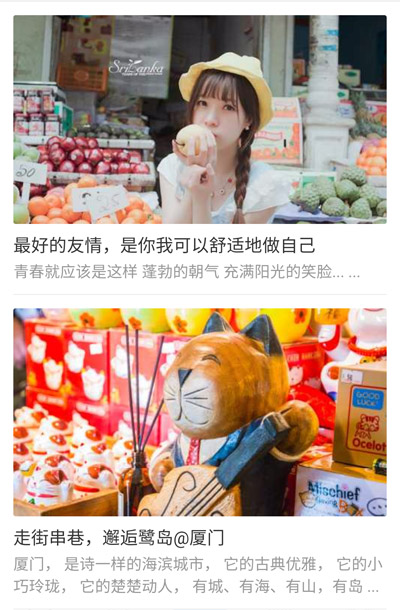 Sri Lanka
50
最好的友情，是你我可以舒适地做自己
青春就应该是这样 蓬勃的朝气 充满阳光的笑脸... ...
GOOD
LUCK!
Ocelot
Mischief
走街串巷，邂逅鹭岛@厦门
厦门， 是诗一样的海滨城市， 它的古典优雅， 它的小
巧玲珑， 它的楚楚动人， 有城、有海、有山，有岛 ...